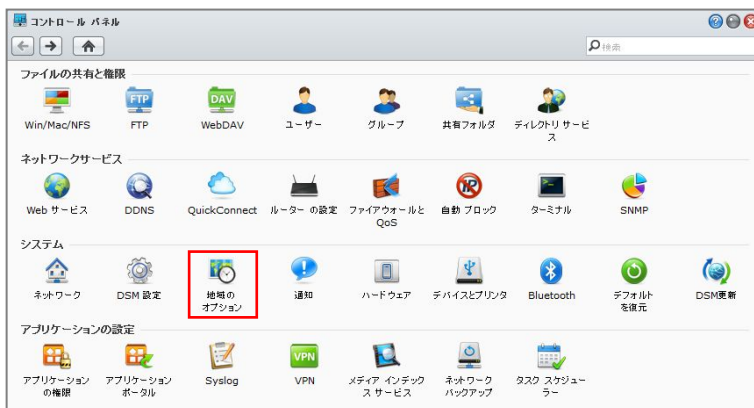 コントロール パネル
検索
ファイルの共有と権限
Win/Mac/NFS
FTP
WebDAV
ユーザー
グループ
共有フォルダ
ディレクトリ サービ
ス
ネットワークサービス
Web サービス
DDNS
QuickConnect
ルーター の設定
ファイアウォールと
QoS
自動 ブロック
ターミナル
SNMP
システム
ネットワーク
DSM 設定
地域の
オプション
通知
ハードウェア
デバイスとプリンタ
Bluetooth
デフォルト
を復元
DSM更新
アプリケーションの設定
アプリケーション
の権限
アプリケーション
ポータル
Syslog
VPN
メディア インデック
ス サービス
ネットワーク
バックアップ
タスク スケジュー
ラー
FTP
DAV
IP
VPN